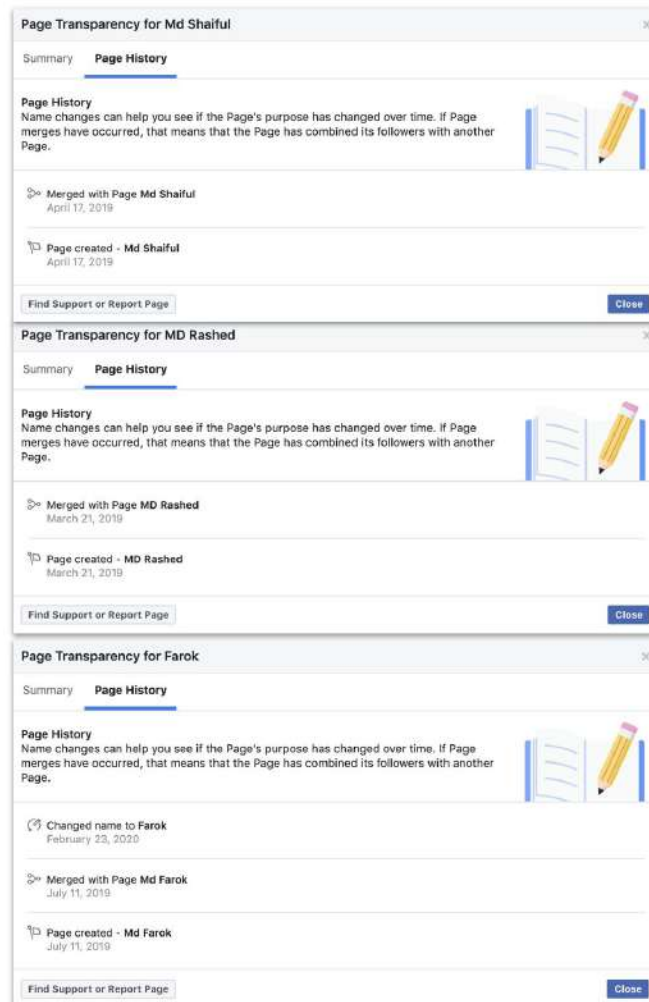 Page Transparency for Md Shaiful
Summary Page History
Page History
Name changes can help you see if the Page's purpose has changed over time. If Page
merges have occurred, that means that the Page has combined its followers with another
Page.
Merged with Page Md Shaiful
April 17, 2019
Page created - Md Shaiful
April 17, 2019
Find Support or Report Page Close
Page Transparency for MD Rashed
Summary Page History
Page History
Name changes can help you see if the Page's purpose has changed over time. If Page
merges have occurred, that means that the Page has combined its followers with another
Page.
Merged with Page MD Rashed
March 21, 2019
Page created - MD Rashed
March 21, 2019
Find Support or Report Page Close
Page Transparency for Farok
Summary Page History
Page History
Name changes can help you see if the Page's purpose has changed over time. If Page
merges have occurred, that means that the Page has combined its followers with another
Page.
Changed name to Farok
February 23, 2020
Merged with Page Md Farok
July 11, 2019
Page created - Md Farok
July 11, 2019
Find Support or Report Page Close